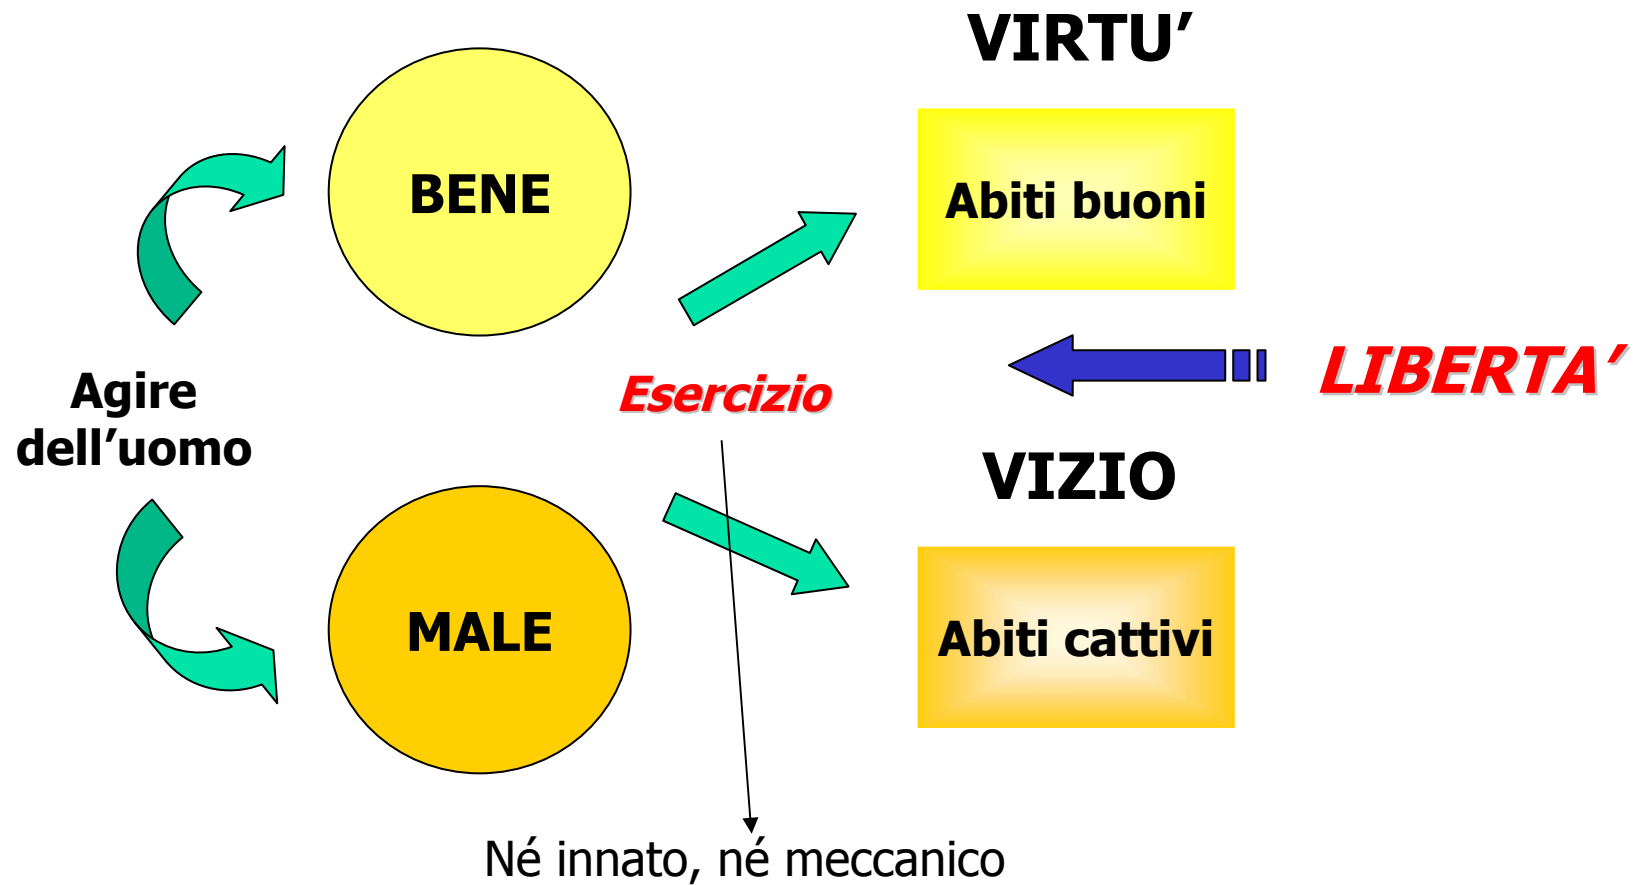 VIRTU’
BENE
Abiti buoni
Agire
dell’uomo
Esercizio
LIBERTA’
VIZIO
MALE
Abiti cattivi
Né innato, né meccanico